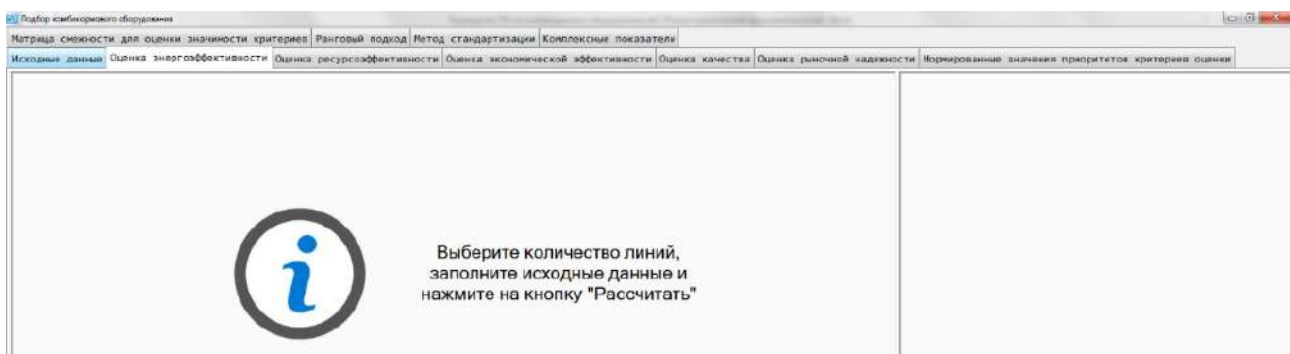 Подбор комбикормового оборудования
Матрица смежности для оценки значимости критериев Ранговый подход Метод стандартизации Комплексные показатели
Исходные данные Оценка энергоэффективности Оценка ресурсоэффективности Оценка экономической эффективности Оценка качества Оценка рыночной надежности Нормированные значения приоритетов критериев оценки
Выберите количество линий,
заполните исходные данные и
нажмите на кнопку "Рассчитать"